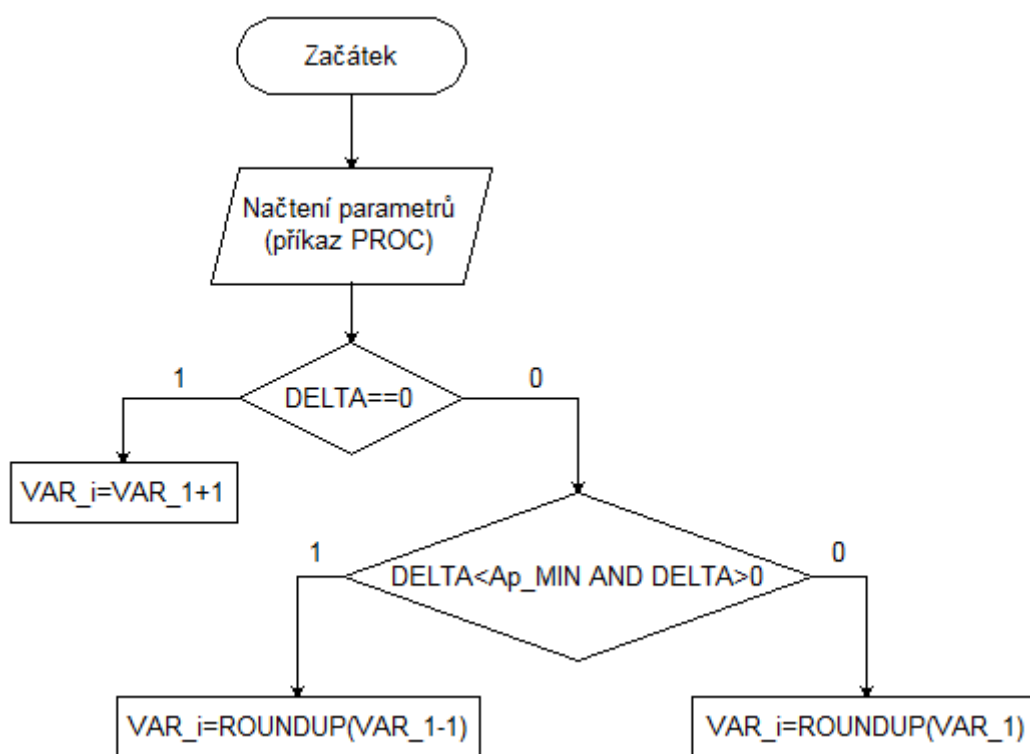 Začátek
Načtení parametrů
(příkaz PROC)
1
0
DELTA==0
VAR_i=VAR_1+1
1
0
DELTA<Ap_MIN AND DELTA>0
VAR_i=ROUNDUP(VAR_1-1)
VAR_i=ROUNDUP(VAR_1)